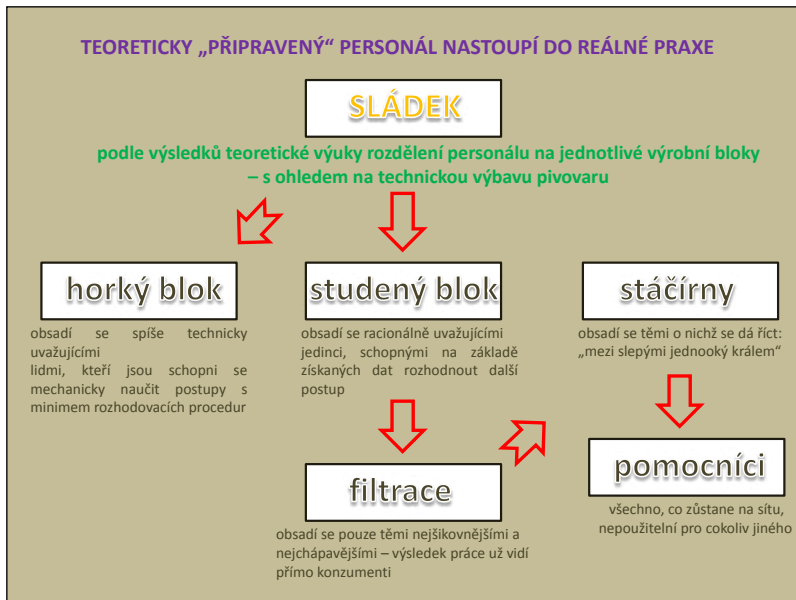 TEORETICKY „PŘIPRAVENÝ“ PERSONÁL NASTOUPÍ DO REÁLNÉ PRAXE
SLÁDEK
podle výsledků teoretické výuky rozdělení personálu na jednotlivé výrobní bloky
– s ohledem na technickou výbavu pivovaru
horký blok
obsadí se spíše technicky
uvažující
lidmi, kteří jsou schopni se
mechanicky naučit postupy s
minimem rozhodovacích procedur
studený blok
obsadí se racionálně uvažujícími
jedinci, schopnými na základě
získaných dat rozhodnout další
postup
stáčírny
obsadí se těmi o nichž se dá říct:
„mezi slepými jednooký králem“
filtrace
obsadí se pouze těmi nejšikovnějšími a
nejchápavějšími – výsledek práce už vidí
přímo konzumenti
pomocníci
všechno, co zůstane na sítu,
nepoužitelní pro cokoliv jiného